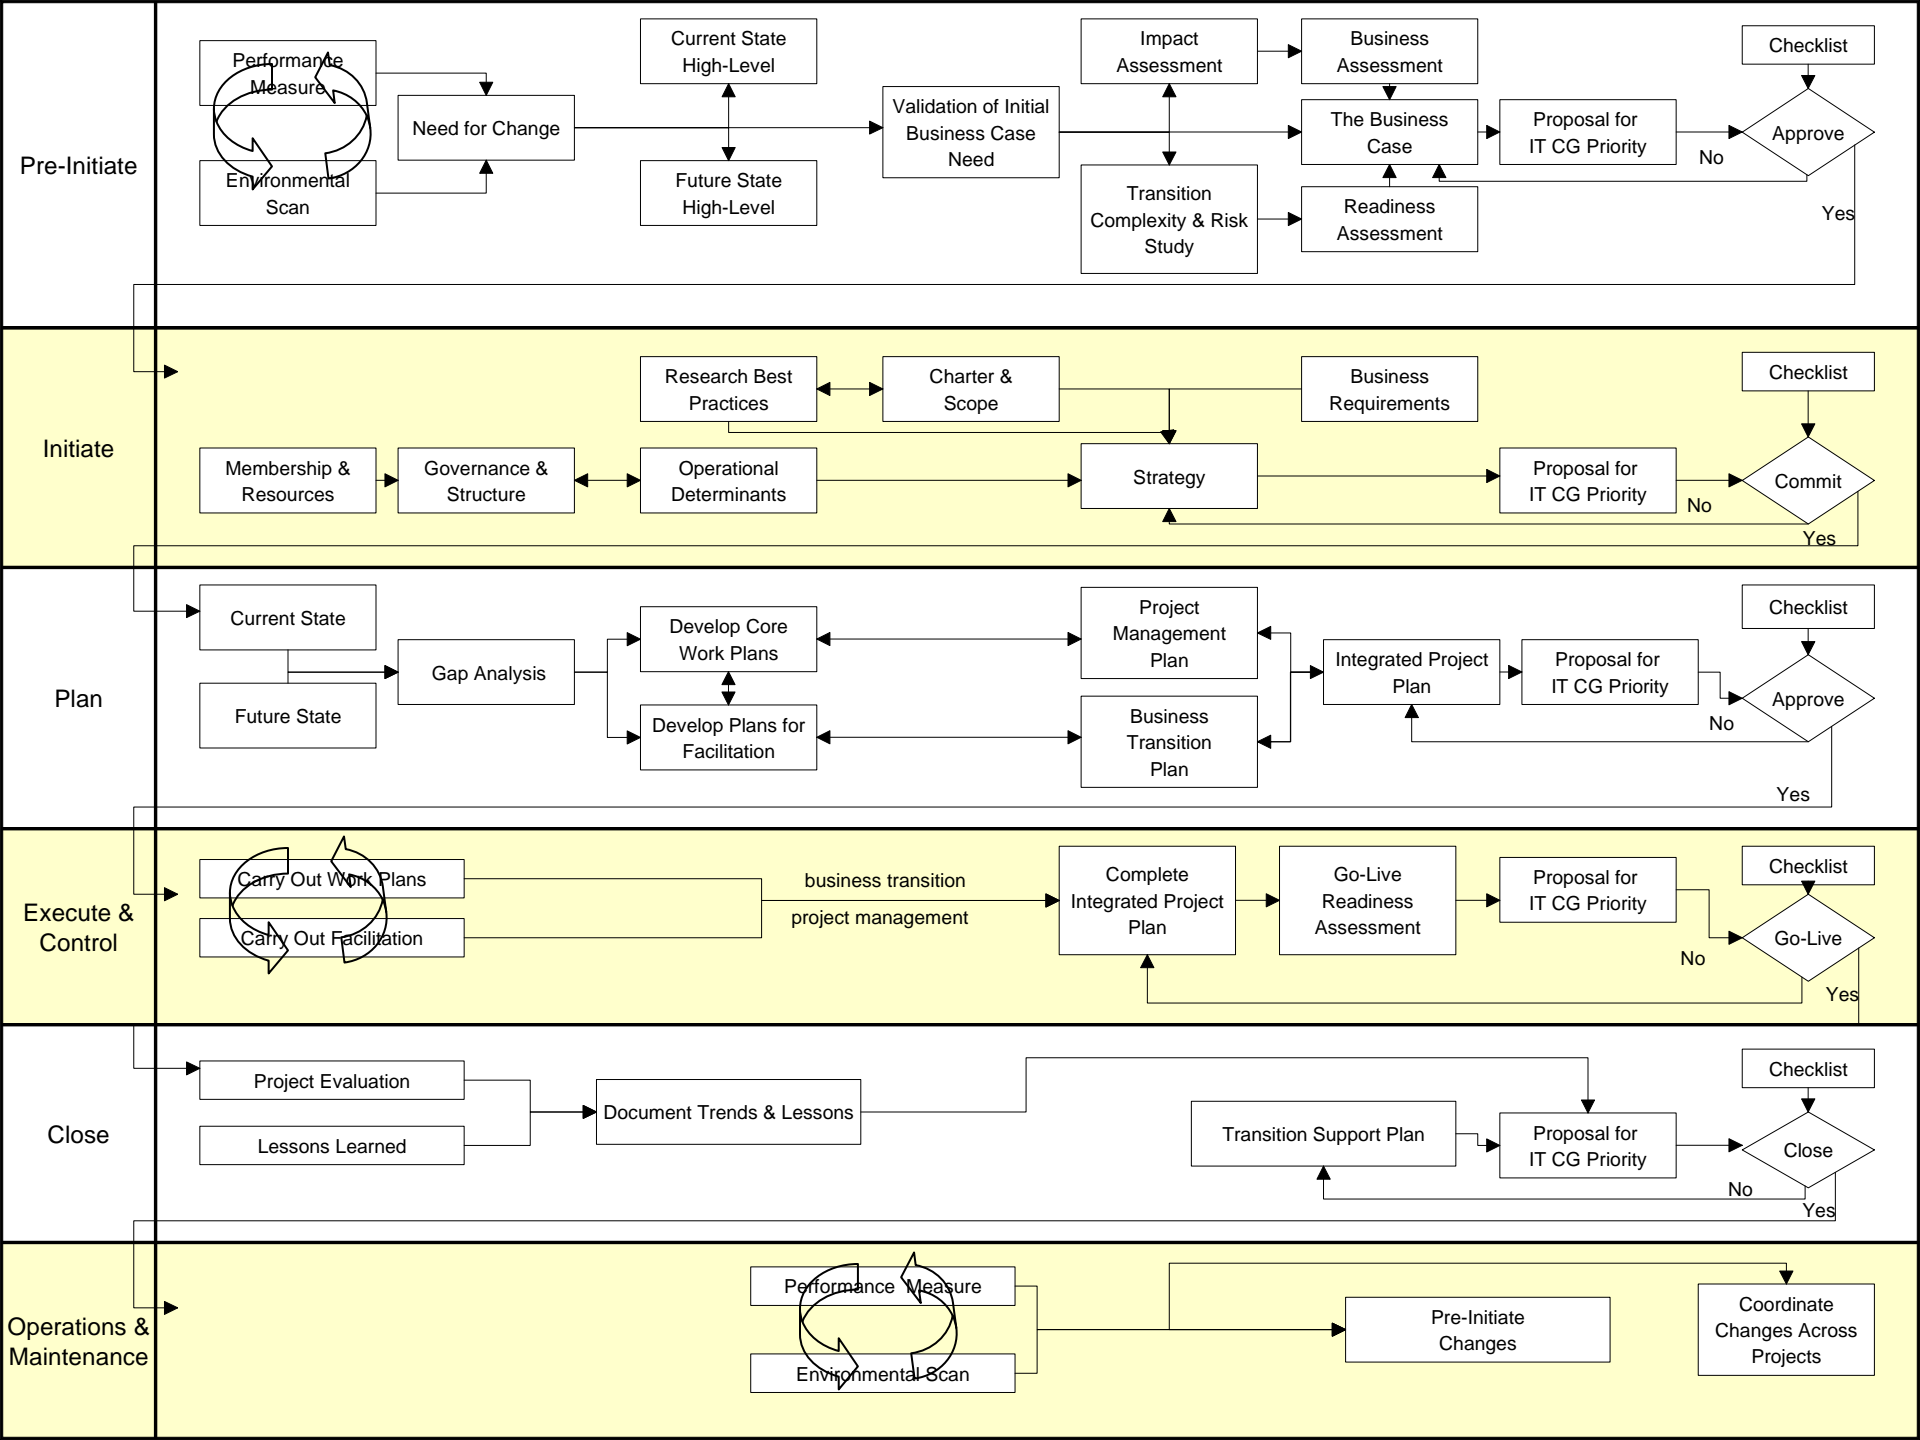 Pre-Initiate
Performance
Measure
Environmental
Scan
Need for Change
Current State
High-Level
Future State
High-Level
Validation of Initial
Business Case
Need
Impact
Assessment
Transition
Complexity & Risk
Study
Business
Assessment
The Business
Case
Readiness
Assessment
Proposal for
IT CG Priority
Checklist
Approve
No
Yes
Initiate
Membership &
Resources
Governance &
Structure
Research Best
Practices
Operational
Determinants
Charter &
Scope
Strategy
Business
Requirements
Proposal for
IT CG Priority
Checklist
Commit
No
Yes
Plan
Current State
Future State
Gap Analysis
Develop Core
Work Plans
Develop Plans for
Facilitation
Project
Management
Plan
Business
Transition
Plan
Integrated Project
Plan
Proposal for
IT CG Priority
Checklist
Approve
No
Yes
Execute &
Control
Carry Out Work Plans
Carry Out Facilitation
business transition
project management
Complete
Integrated Project
Plan
Go-Live
Readiness
Assessment
Proposal for
IT CG Priority
Checklist
Go-Live
No
Yes
Close
Project Evaluation
Lessons Learned
Document Trends & Lessons
Transition Support Plan
Proposal for
IT CG Priority
Checklist
Close
No
Yes
Operations &
Maintenance
Performance Measure
Environmental Scan
Pre-Initiate
Changes
Coordinate
Changes Across
Projects